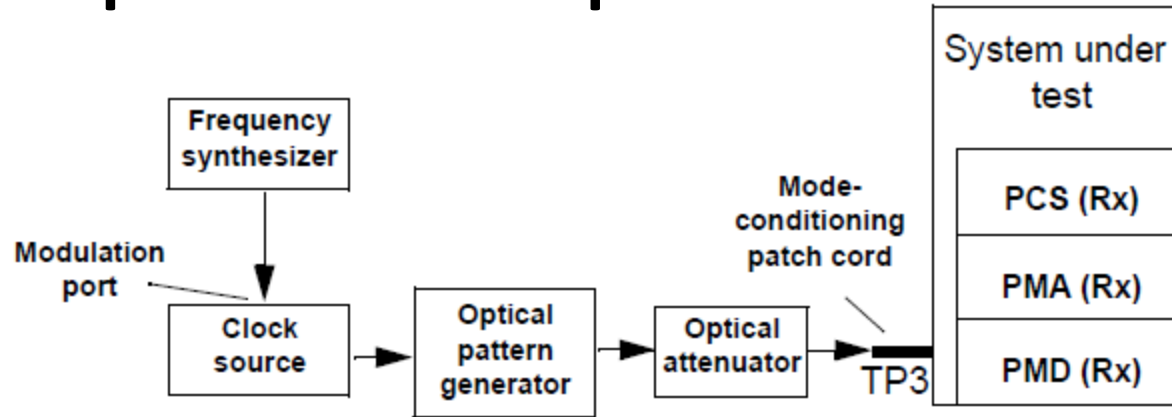 System under
test
Frequency
synthesizer
Mode-
conditioning
patch cord
PCS (Rx)
Modulation
port
PMA (Rx)
Clock
source
Optical
pattern
generator
Optical
attenuator
TP3
PMD (Rx)